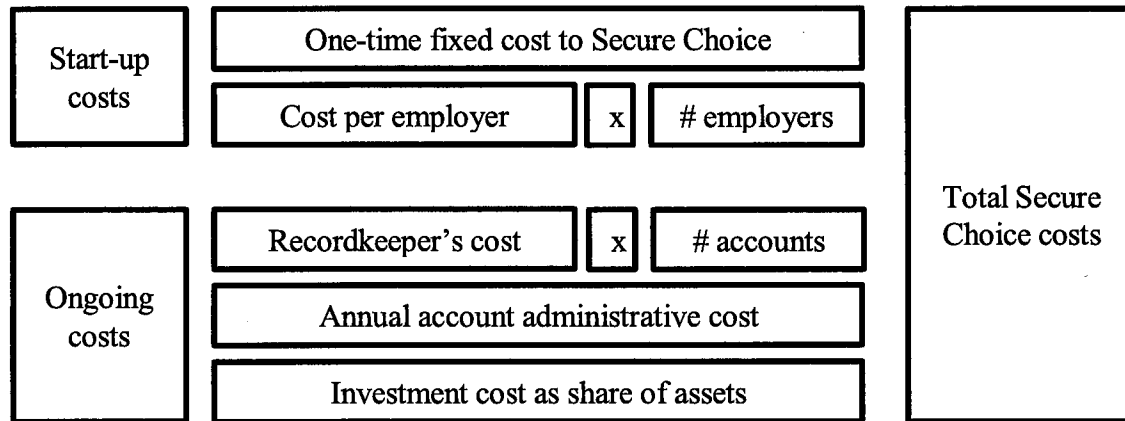 Start-up
costs
One-time fixed cost to Secure Choice
Cost per employer x # employers
Ongoing
costs
Recordkeeper’s cost x # accounts
Annual account administrative cost
Investment cost as share of assets
Total Secure
Choice costs